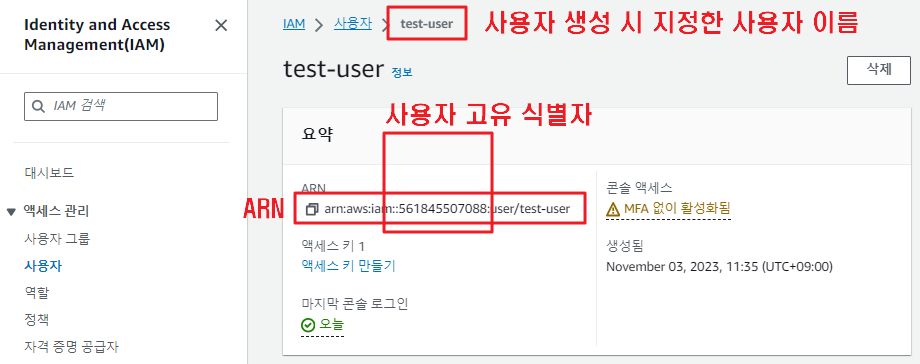 Identity and Access
Management(IAM)
IAM 검색
대시보드
액세스 관리
사용자 그룹
사용자
역할
정책
자격 증명 공급자
IAM > 사용자 > test-user
사용자 생성 시 지정한 사용자 이름
test-user 정보
삭제
사용자 고유 식별자
요약
ARN
ARN
arn:aws:iam::561845507088:user/test-user
액세스 키 1
액세스 키 만들기
마지막 콘솔 로그인
오늘
콘솔 액세스
MFA 없이 활성화됨
생성됨
November 03, 2023, 11:35 (UTC+09:00)